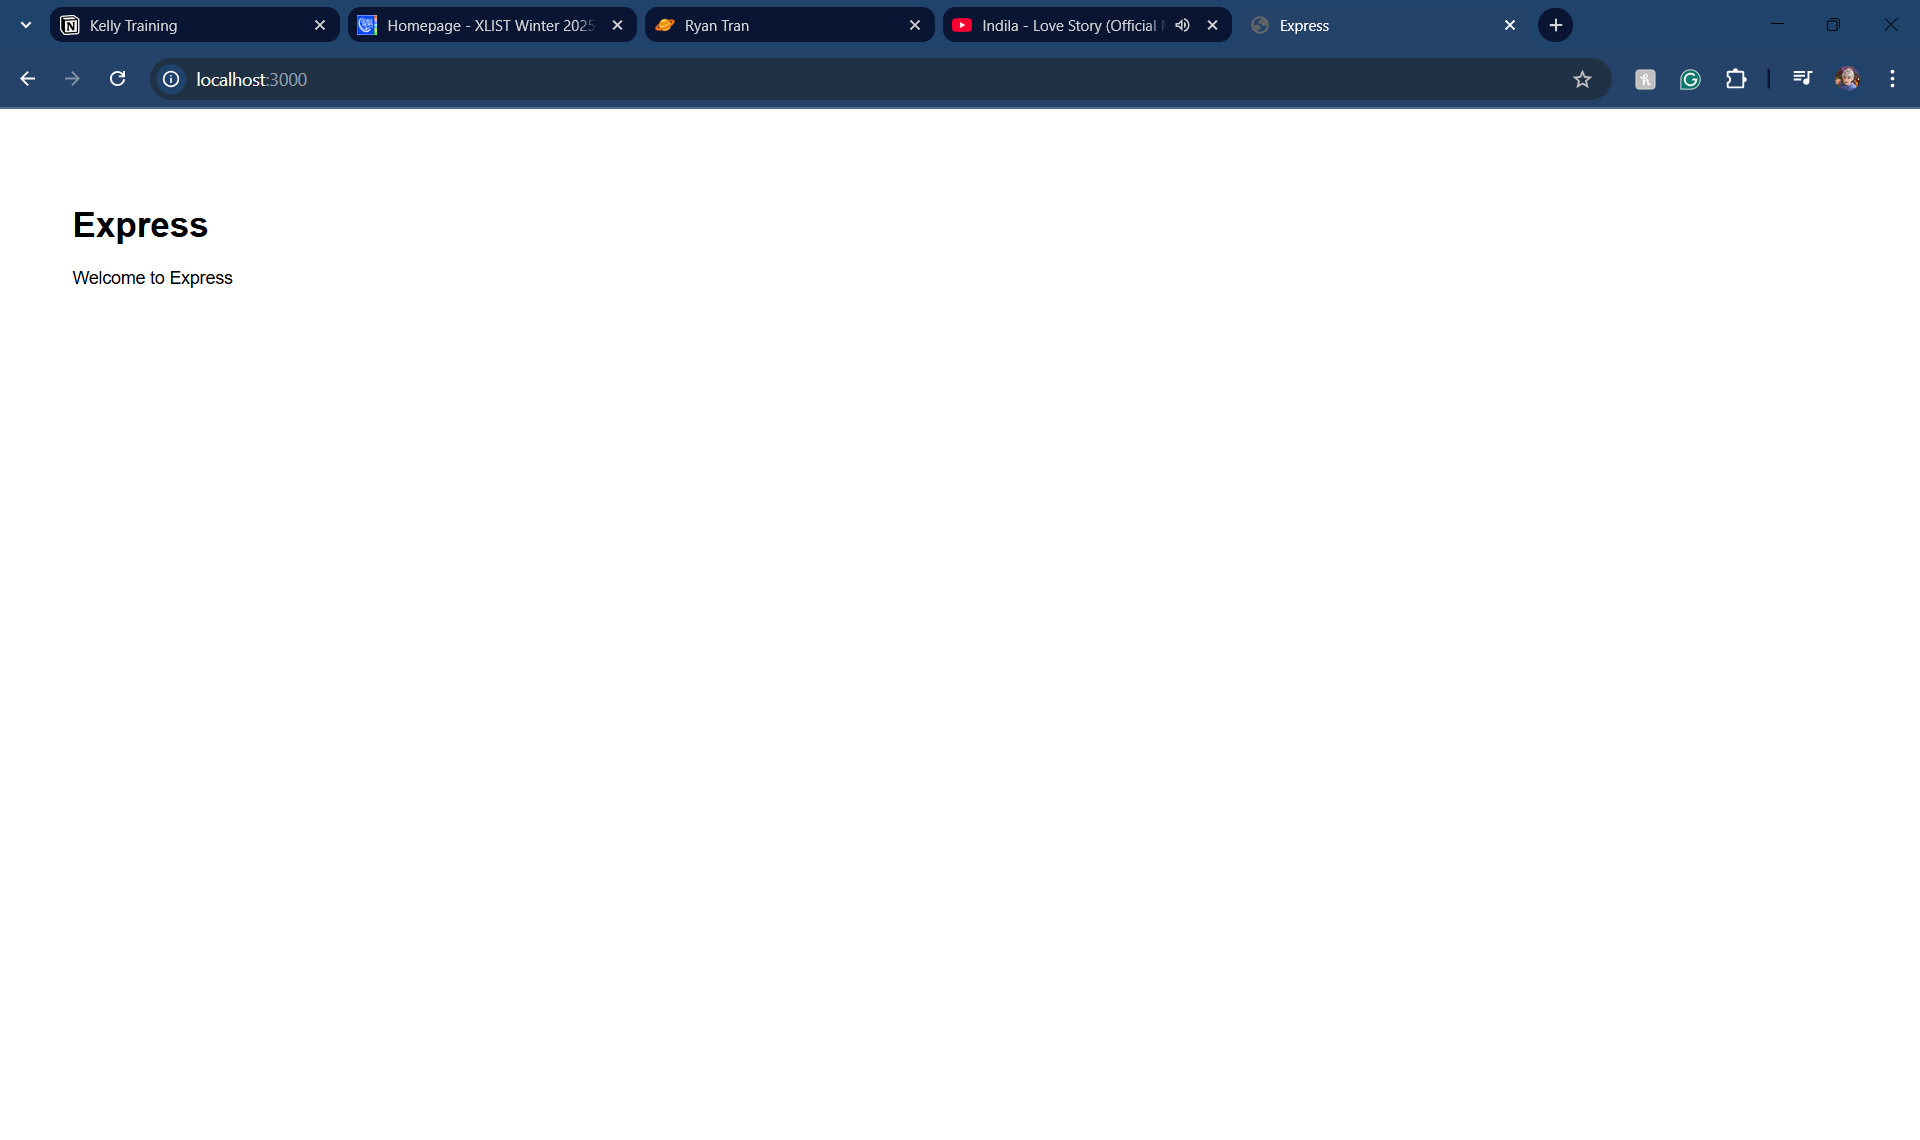 Kelly Training
Homepage - XLIST Winter 2025
Ryan Tran
Indila - Love Story (Official
Express
localhost:3000
Express
Welcome to Express